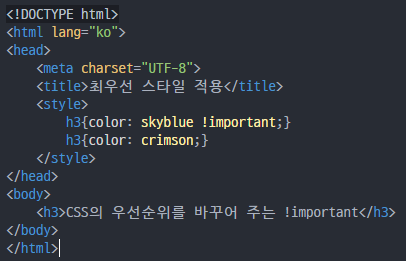 <!DOCTYPE html>
<html lang="ko">
<head>
    <meta charset="UTF-8">
    <title>최우선 스타일 적용</title>
    <style>
        h3{color: skyblue !important;}
        h3{color: crimson;}
    </style>
</head>
<body>
    <h3>CSS의 우선순위를 바꾸어 주는 !important</h3>
</body>
</html>